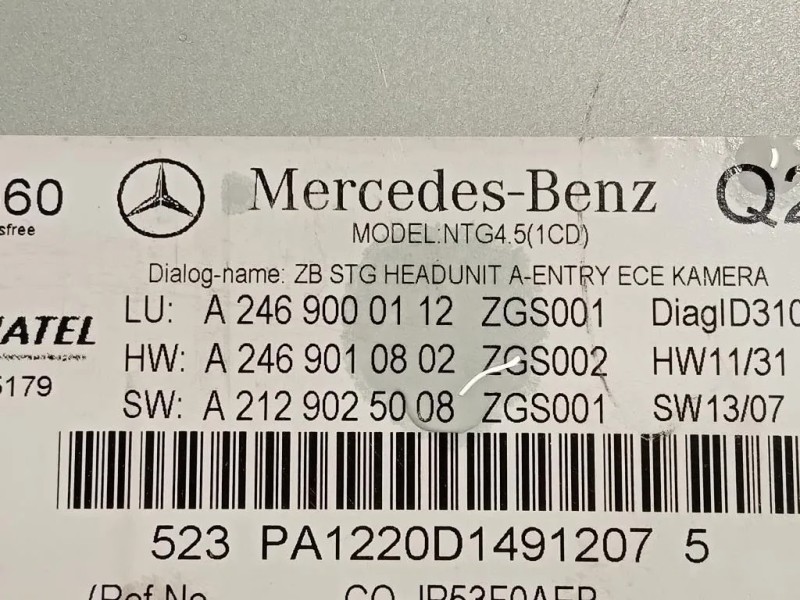 60
sfree
Mercedes-Benz
MODEL:NTG4.5(1CD)
Dialog-name: ZB STG HEADUNIT A-ENTRY ECE KAMERA
LU: A 246 900 01 12 ZGS001 DiagID310
HW: A 246 901 08 02 ZGS002 HW11/31
SW: A 212 902 50 08 ZGS001 SW13/07
ATEL
5179
523 PA1220D1491207 5
(Ref No